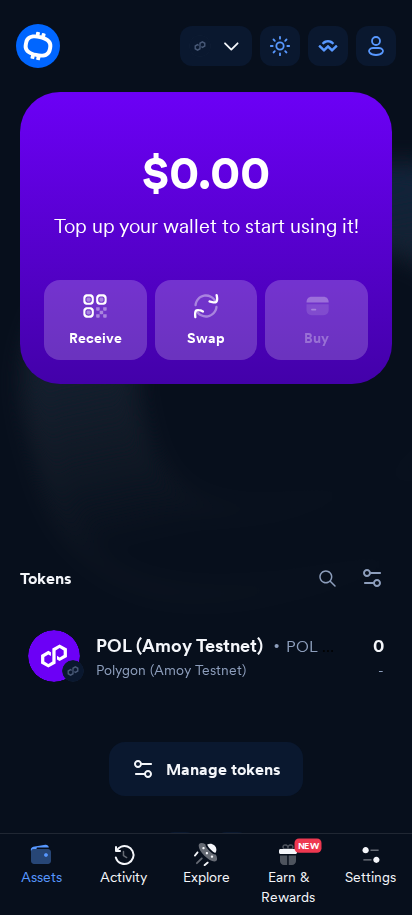 $0.00
Top up your wallet to start using it!
Receive
Swap
Buy
Tokens
POL (Amoy Testnet) • POL ... 0
Polygon (Amoy Testnet) -
Manage tokens
NEW
Assets
Activity
Explore
Earn &
Rewards
Settings